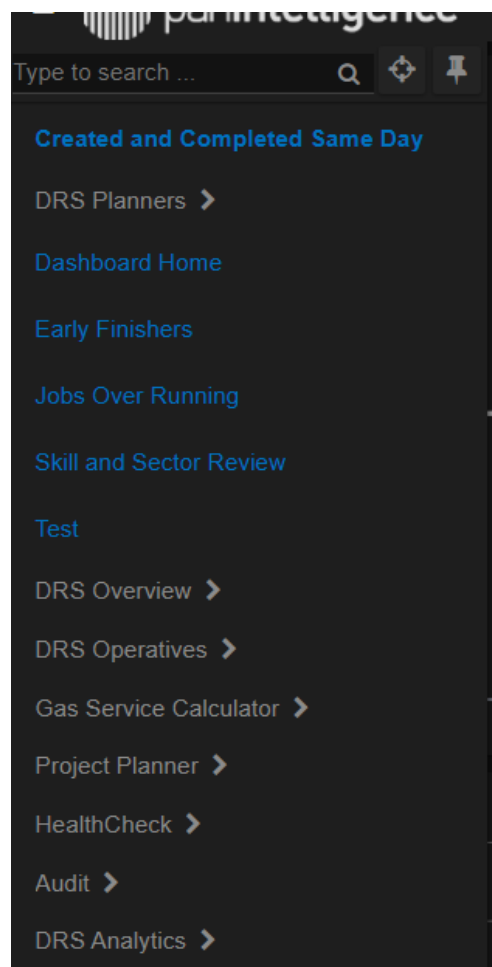 panintelligence
Type to search ...
Created and Completed Same Day
DRS Planners
Dashboard Home
Early Finishers
Jobs Over Running
Skill and Sector Review
Test
DRS Overview
DRS Operatives
Gas Service Calculator
Project Planner
HealthCheck
Audit
DRS Analytics